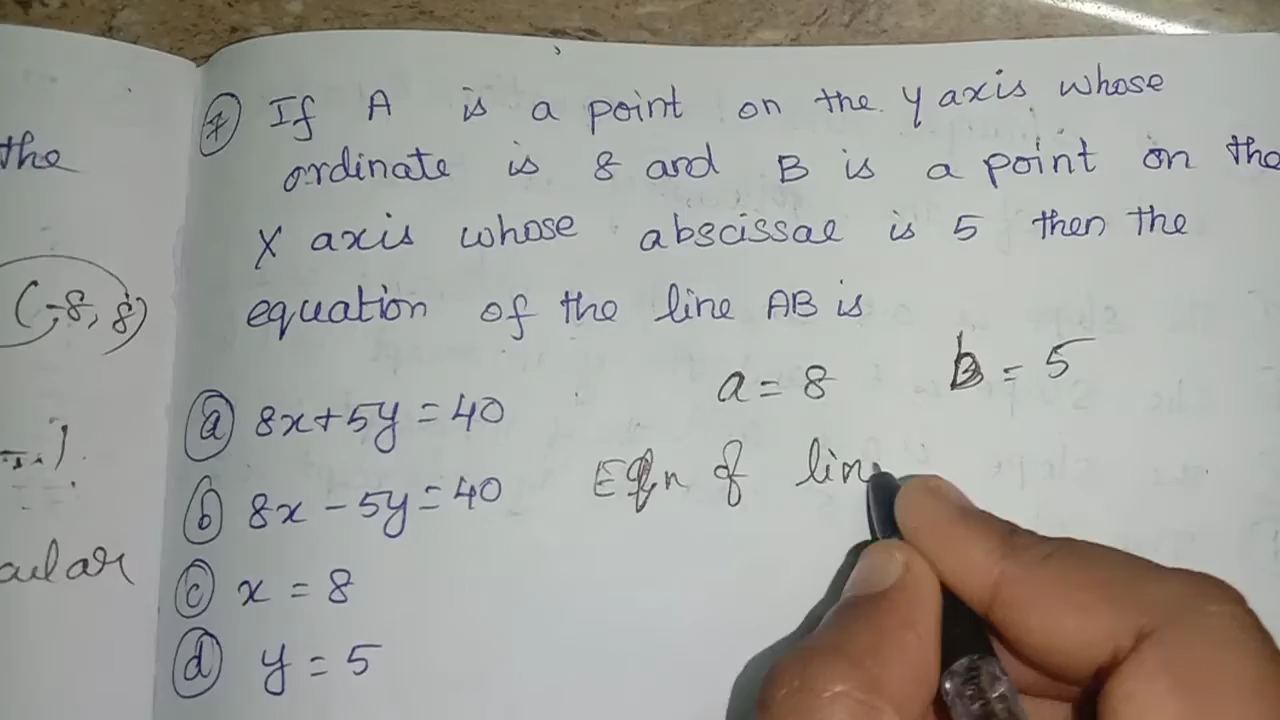 the
(-8, 8)
cular
7 If A is a point on the y axis whose
ordinate is 8 and B is a point on the
X axis whose abscissae is 5 then the
equation of the line AB is
a = 8 b = 5
a 8x+5y = 40
Eqn of lin
b 8x - 5y = 40
c x = 8
d y = 5